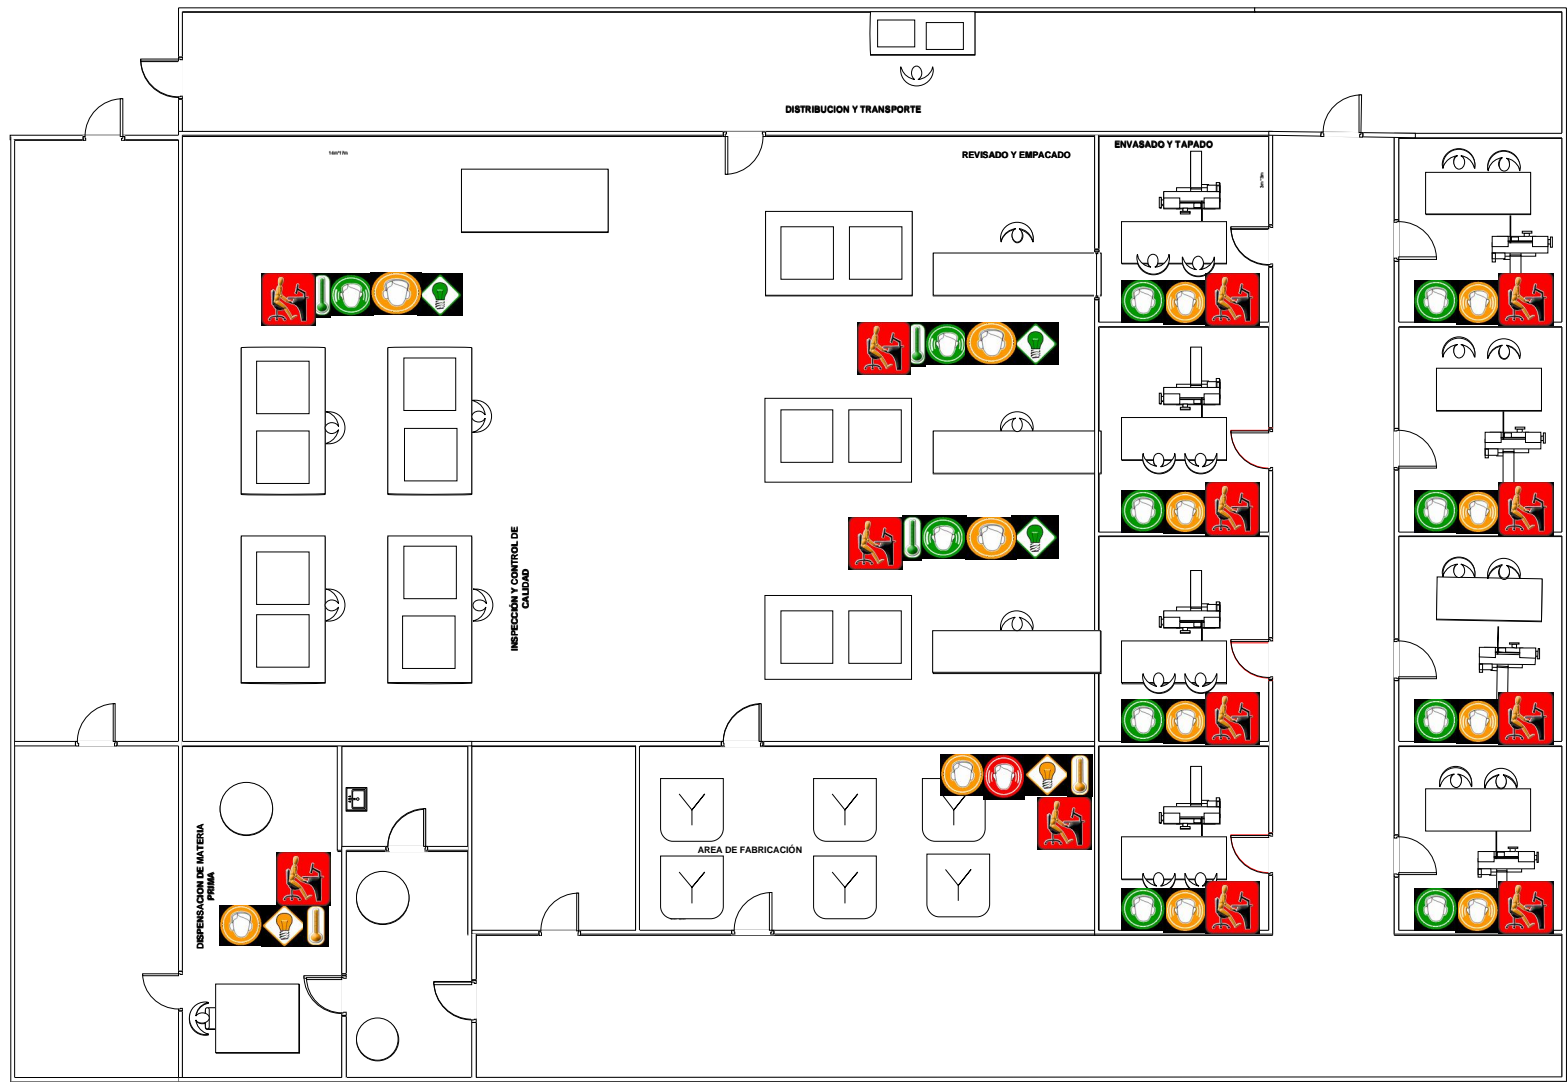 DISTRIBUCION Y TRANSPORTE
REVISADO Y EMPACADO
ENVASADO Y TAPADO
INSPECCIÓN Y CONTROL DE
CALIDAD
AREA DE FABRICACIÓN
DISPENSACION DE MATERIA
PRIMA